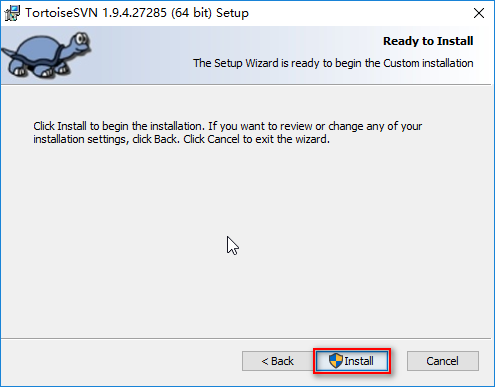 TortoiseSVN 1.9.4.27285 (64 bit) Setup
Ready to Install
The Setup Wizard is ready to begin the Custom installation
Click Install to begin the installation. If you want to review or change any of your
installation settings, click Back. Click Cancel to exit the wizard.
< Back
Install
Cancel